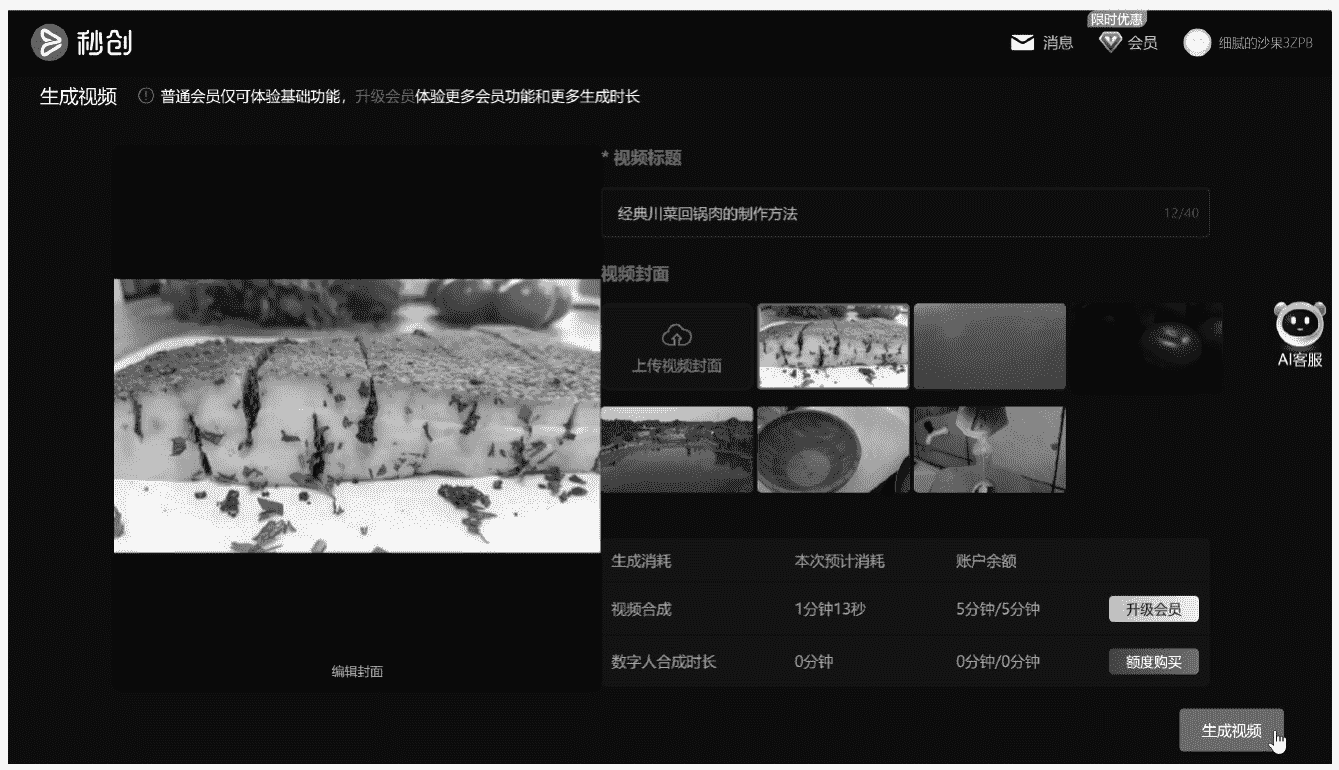 秒创
消息
限时优惠
会员
细腻的沙果3ZPB
生成视频
普通会员仅可体验基础功能，升级会员体验更多会员功能和更多生成时长
* 视频标题
经典川菜回锅肉的制作方法
12/40
视频封面
上传视频封面
AI客服
生成消耗 本次预计消耗 账户余额
视频合成 1分钟13秒 5分钟/5分钟 升级会员
数字人合成时长 0分钟 0分钟/0分钟 额度购买
编辑封面
生成视频